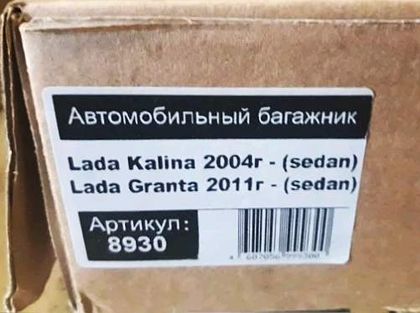 Автомобильный багажник
Lada Kalina 2004г - (sedan)
Lada Granta 2011г - (sedan)
Артикул:
8930